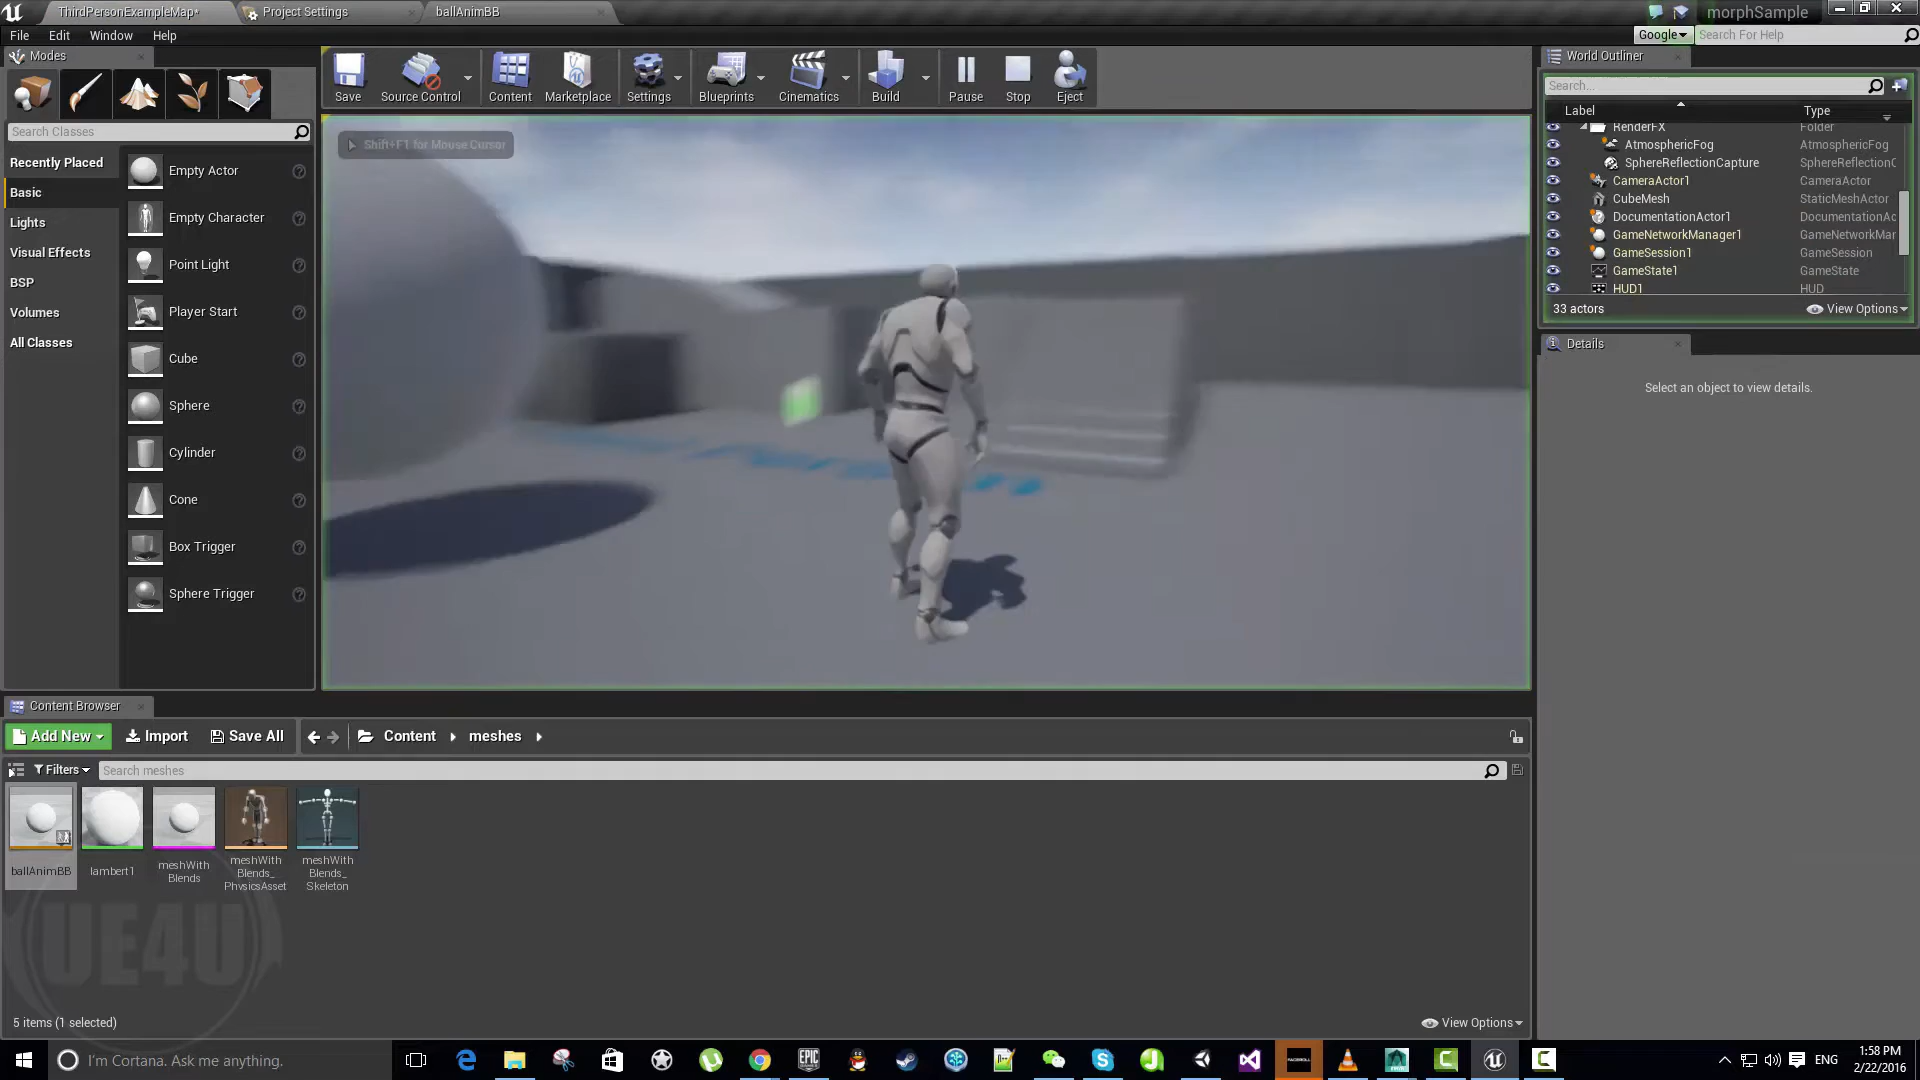 ThirdPersonExampleMap*
Project Settings
ballAnimBB
morphSample
File Edit Window Help
Google
Search For Help
Modes
Search Classes
Recently Placed
Basic
Lights
Visual Effects
BSP
Volumes
All Classes
Empty Actor
Empty Character
Point Light
Player Start
Cube
Sphere
Cylinder
Cone
Box Trigger
Sphere Trigger
Save
Source Control
Content
Marketplace
Settings
Blueprints
Cinematics
Build
Pause
Stop
Eject
Shift+F1 for Mouse Cursor
World Outliner
Search...
Label Type
RenderFX Folder
AtmosphericFog AtmosphericFog
SphereReflectionCapture SphereReflectionC
CameraActor1 CameraActor
CubeMesh StaticMeshActor
DocumentationActor1 DocumentationAc
GameNetworkManager1 GameNetworkMar
GameSession1 GameSession
GameState1 GameState
HUD1 HUD
33 actors
View Options
Details
Select an object to view details.
Content Browser
Add New
Import
Save All
Content
meshes
Filters
Search meshes
ballAnimBB
lambert1
meshWith
Blends
meshWith
Blends_
PhysicsAsset
meshWith
Blends_
Skeleton
UE4U
5 items (1 selected)
View Options
I'm Cortana. Ask me anything.
EPIC
ENG
1:58 PM
2/22/2016